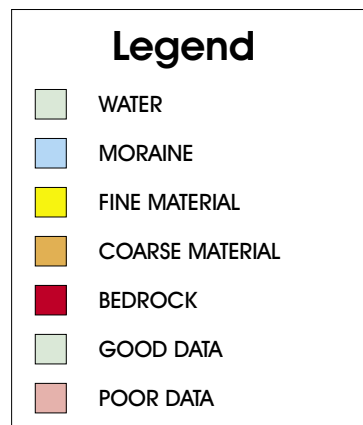 Legend
WATER
MORAINE
FINE MATERIAL
COARSE MATERIAL
BEDROCK
GOOD DATA
POOR DATA